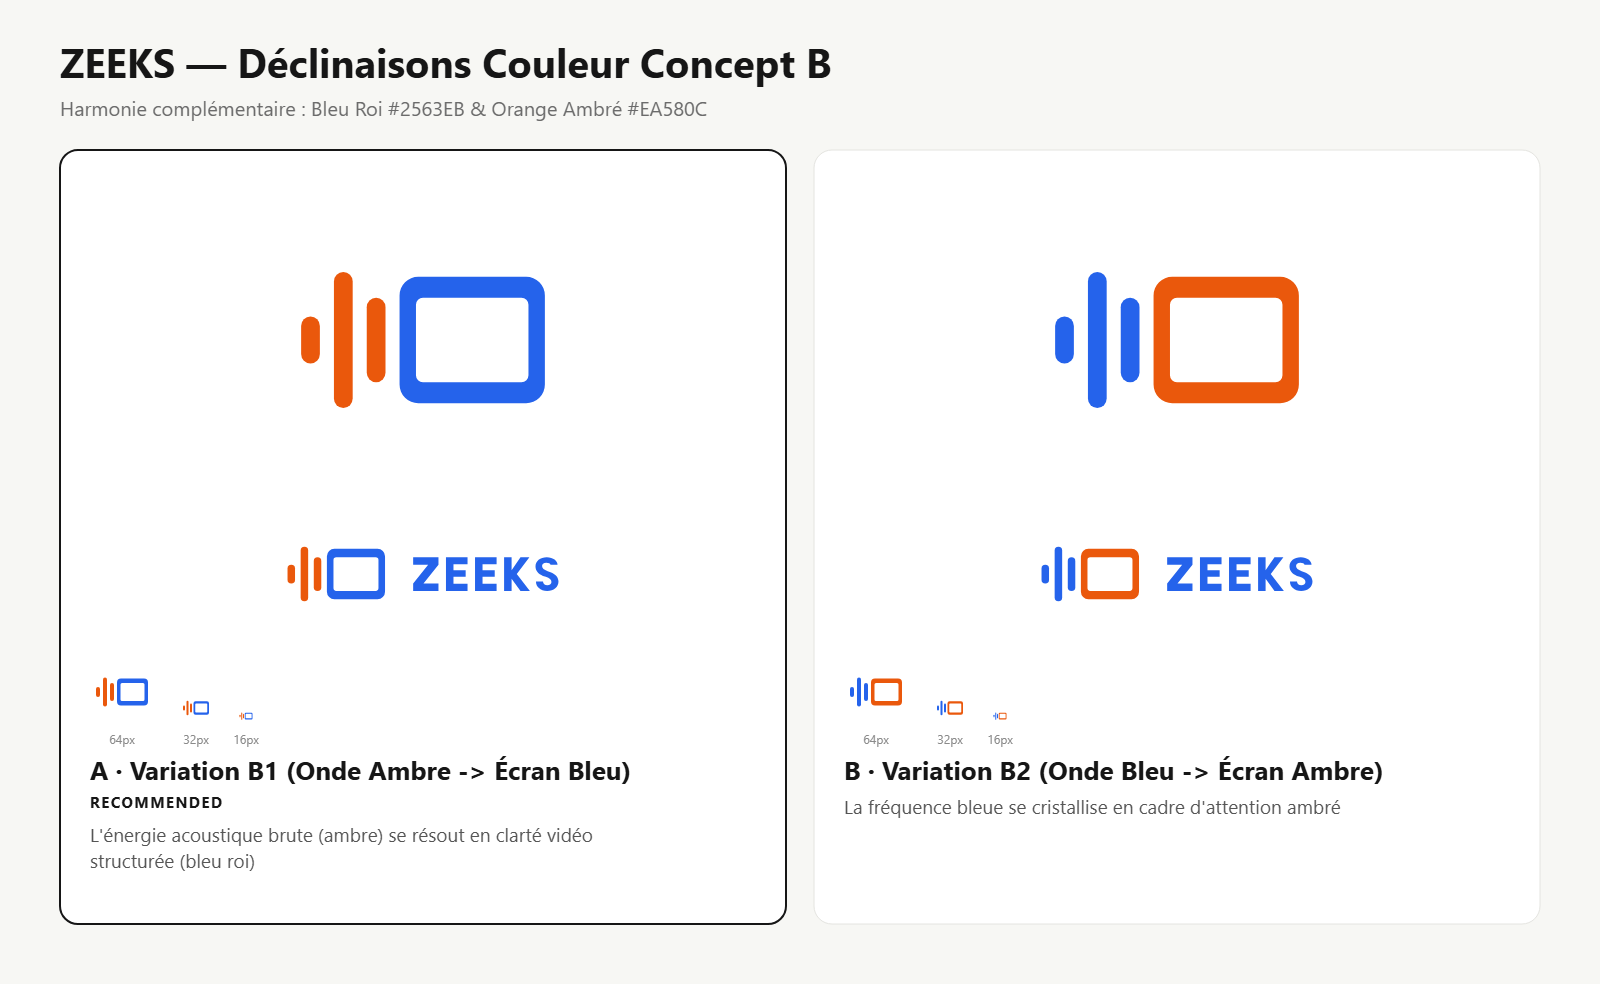 ZEEKS — Déclinaisons Couleur Concept B
Harmonie complémentaire : Bleu Roi #2563EB & Orange Ambré #EA580C
ZEEKS
64px
32px
16px
A · Variation B1 (Onde Ambre -> Écran Bleu)
RECOMMENDED
L'énergie acoustique brute (ambre) se résout en clarté vidéo
structurée (bleu roi)
ZEEKS
64px
32px
16px
B · Variation B2 (Onde Bleu -> Écran Ambre)
La fréquence bleue se cristallise en cadre d'attention ambré